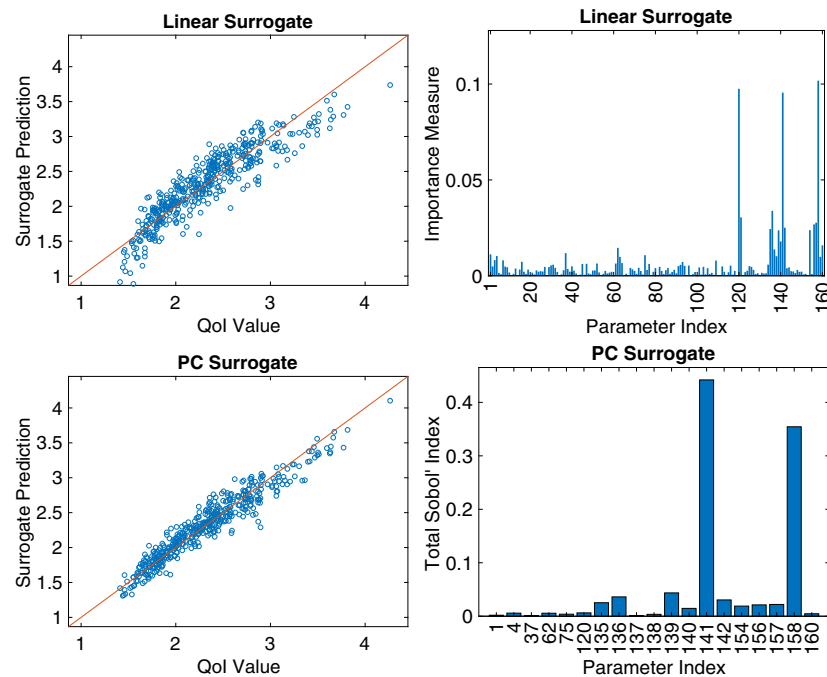 Linear Surrogate
Surrogate Prediction
4
3.5
3
2.5
2
1.5
1
1 2 3 4
QoI Value
Linear Surrogate
Importance Measure
0.1
0.05
0
1 20 40 60 80 100 120 140 160
Parameter Index
PC Surrogate
Surrogate Prediction
4
3.5
3
2.5
2
1.5
1
1 2 3 4
QoI Value
PC Surrogate
Total Sobol' Index
0.4
0.3
0.2
0.1
0
1 4 37 62 75 120 135 136 137 138 139 140 141 142 154 156 157 158 160
Parameter Index